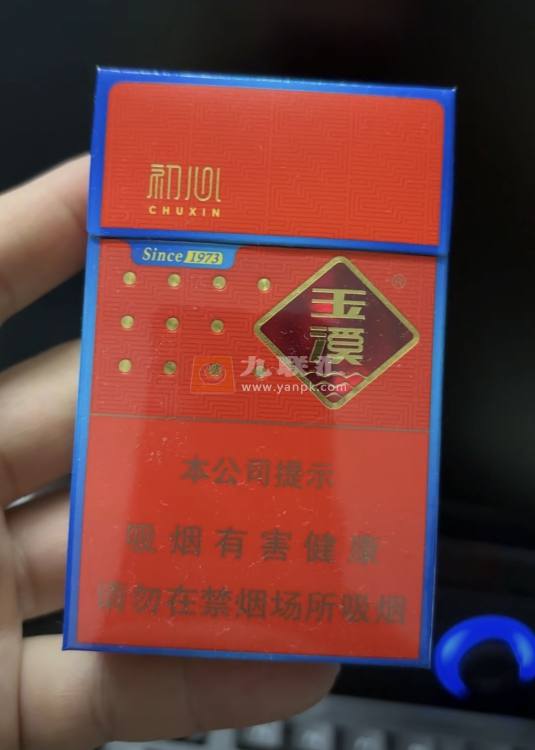 初心
CHUXIN
Since 1973
玉溪
®
九联汇
www.yanpk.com
本公司提示
吸烟有害健康
请勿在禁烟场所吸烟